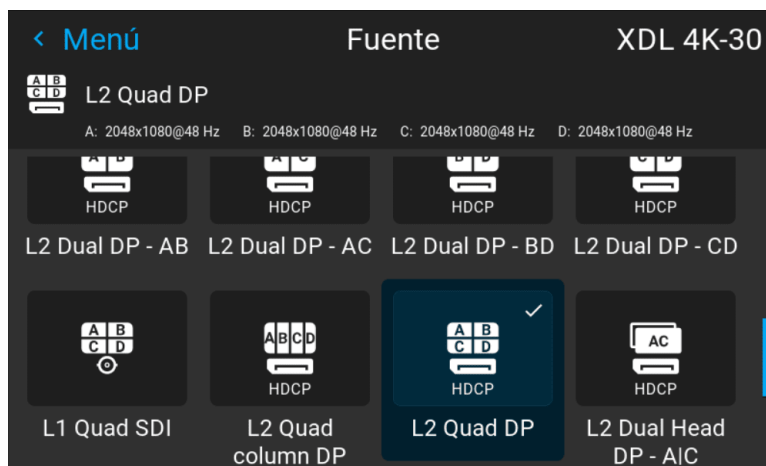 < Menú Fuente XDL 4K-30
A B
C D
L2 Quad DP
A: 2048x1080@48 Hz B: 2048x1080@48 Hz C: 2048x1080@48 Hz D: 2048x1080@48 Hz
A B A C B D C D
HDCP HDCP HDCP HDCP
L2 Dual DP - AB L2 Dual DP - AC L2 Dual DP - BD L2 Dual DP - CD
A B A B C D A B AC
C D C D
HDCP HDCP HDCP
L1 Quad SDI L2 Quad L2 Quad DP L2 Dual Head
column DP DP - A|C